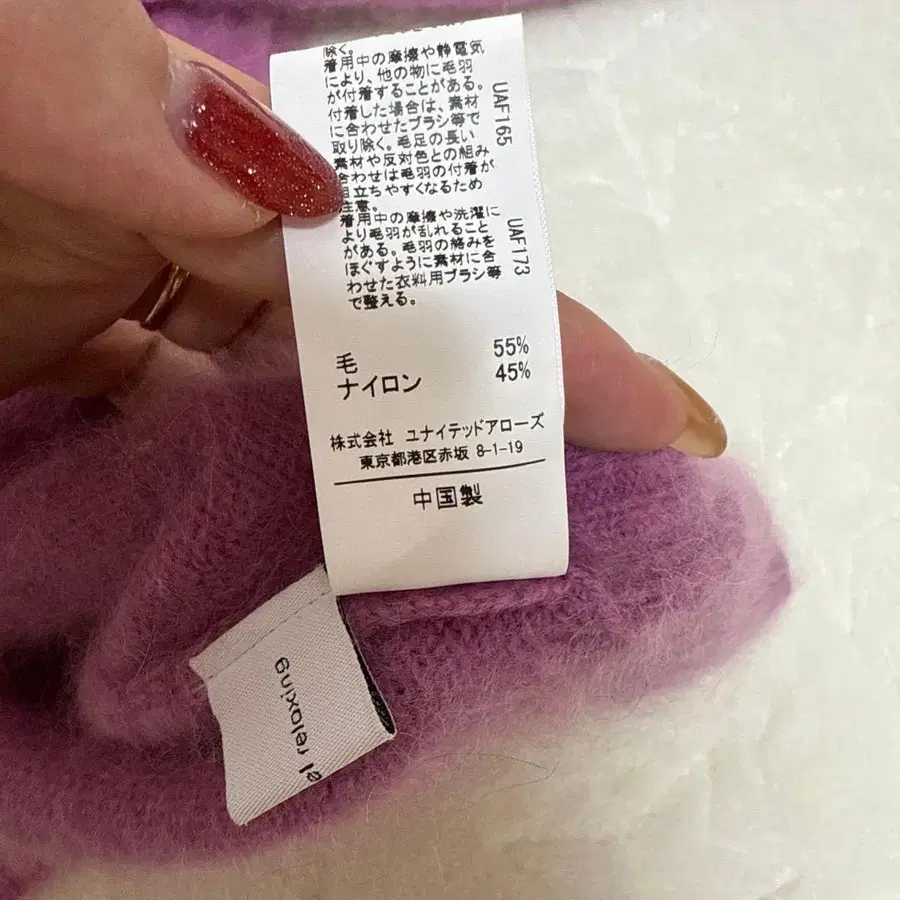 除く。
着用中の摩擦や静電気
により、他の物に毛羽
が付着することがある。
付着した場合は、素材
に合わせたブラシ等で
取り除く。毛足の長い
素材や反対色との組み
合わせは毛羽の付着が
目立ちやすくなるため
注意。
UAF165
着用中の摩擦や洗濯に
より毛羽が乱れること
がある。毛羽の絡みを
ほぐすように素材に合
わせた衣料用ブラシ等
で整える。
UAF173
毛 55%
ナイロン 45%
株式会社 ユナイテッドアローズ
東京都港区赤坂 8-1-19
中国製
relaxing